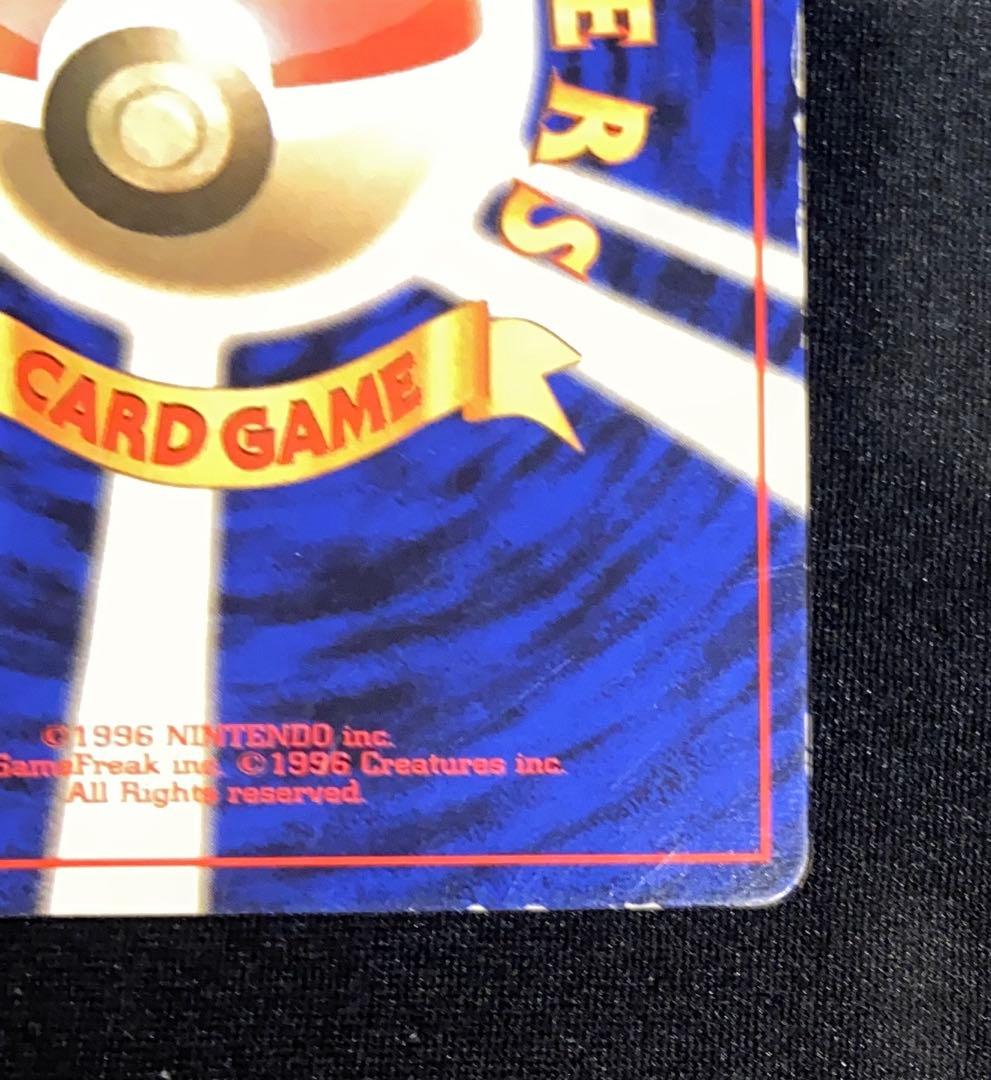 ERS
CARD GAME
©1996 NINTENDO inc.
GameFreak inc. ©1996 Creatures inc.
All Rights reserved.